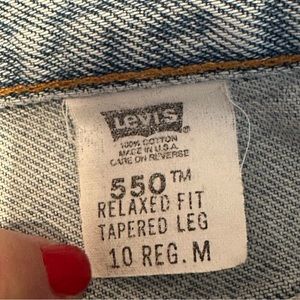 LEVI'S
100% COTTON
MADE IN U.S.A.
CARE ON REVERSE
550™
RELAXED FIT
TAPERED LEG
10 REG. M